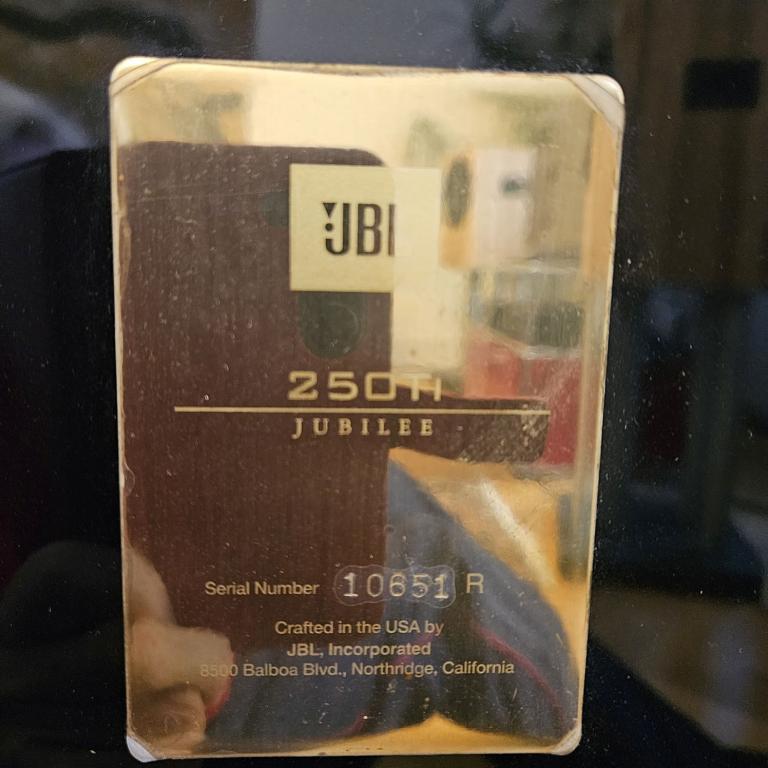 JBL
250Ti
JUBILEE
Serial Number 10651 R
Crafted in the USA by
JBL, Incorporated
8500 Balboa Blvd., Northridge, California